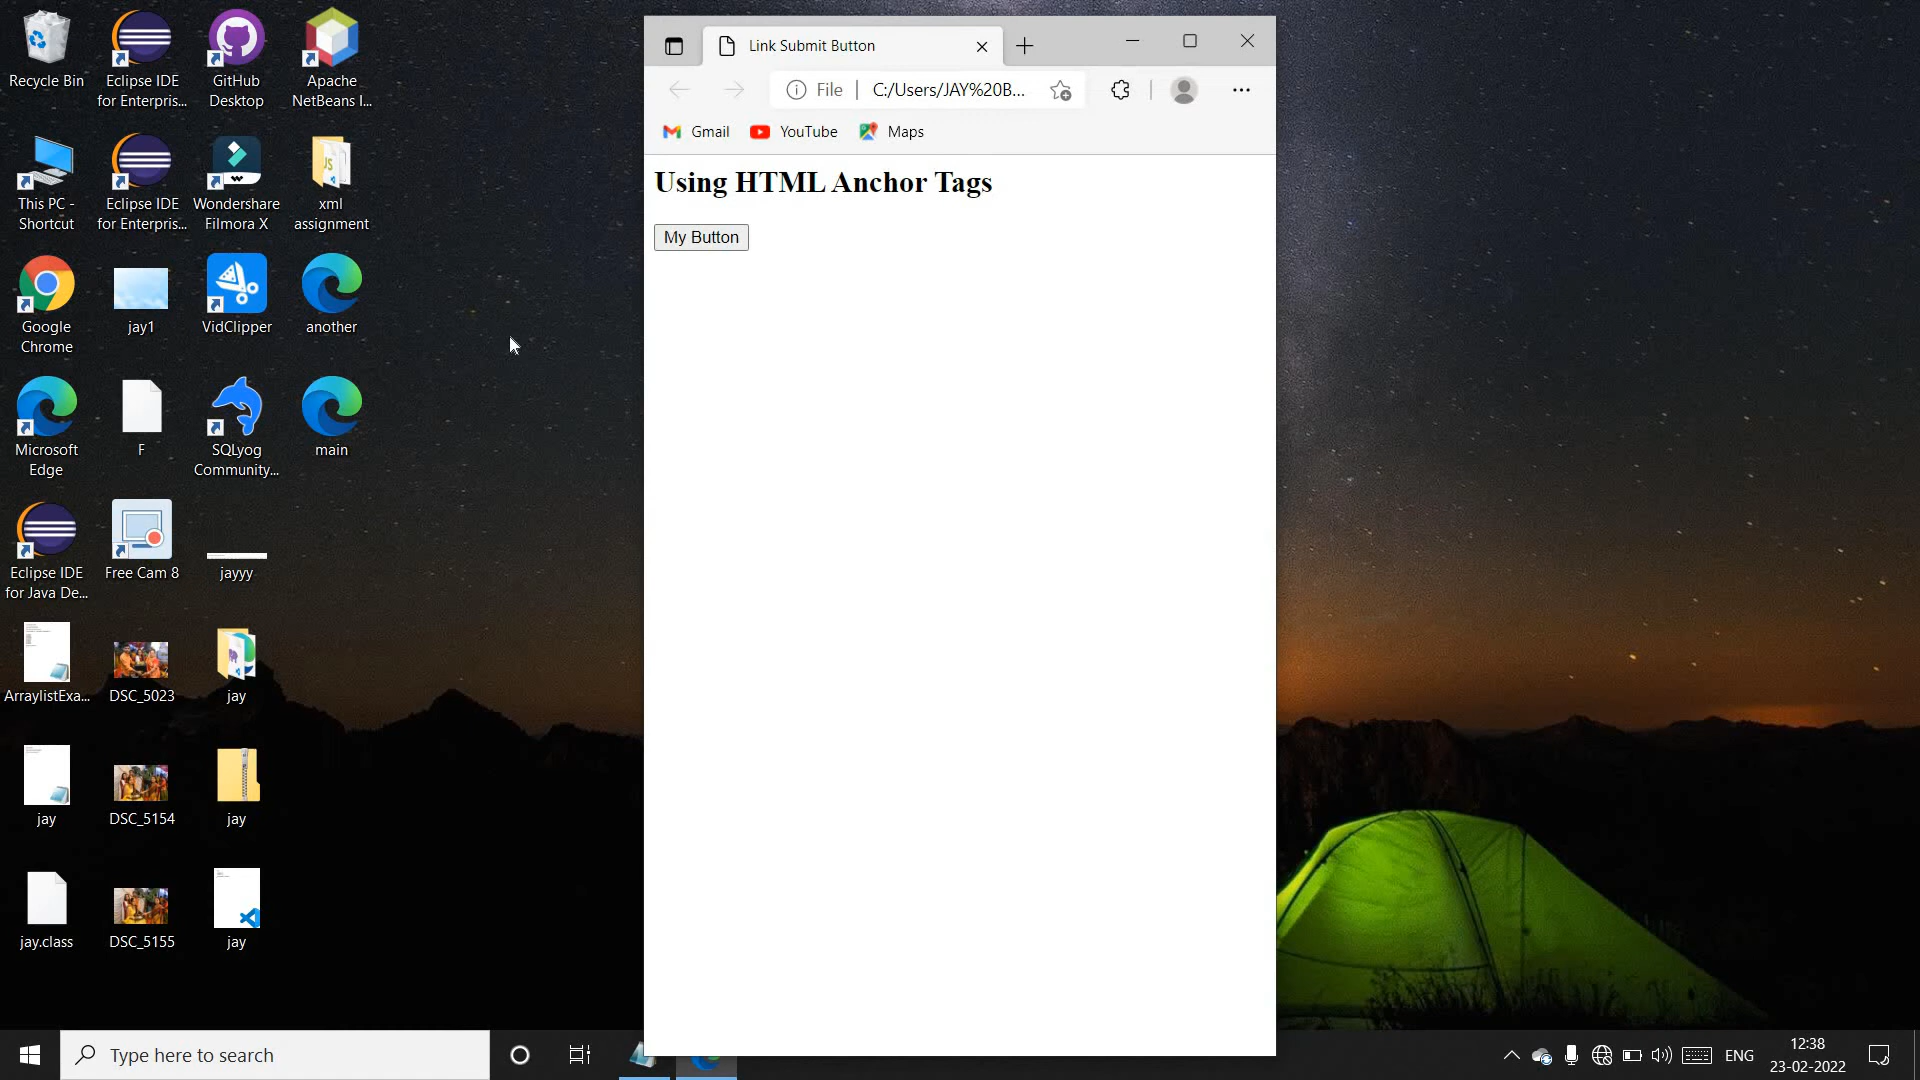 Recycle Bin
Eclipse IDE
for Enterpris...
GitHub
Desktop
Apache
NetBeans I...
This PC -
Shortcut
Eclipse IDE
for Enterpris...
Wondershare
Filmora X
JS
xml
assignment
Google
Chrome
jay1
VidClipper
another
Microsoft
Edge
F
SQLyog
Community...
main
Eclipse IDE
for Java De...
Free Cam 8
jayyy
ArraylistExa...
DSC_5023
jay
jay
DSC_5154
jay
jay.class
DSC_5155
jay
Link Submit Button
File
C:/Users/JAY%20B...
Gmail
YouTube
Maps
Using HTML Anchor Tags
My Button
Type here to search
ENG
12:38
23-02-2022